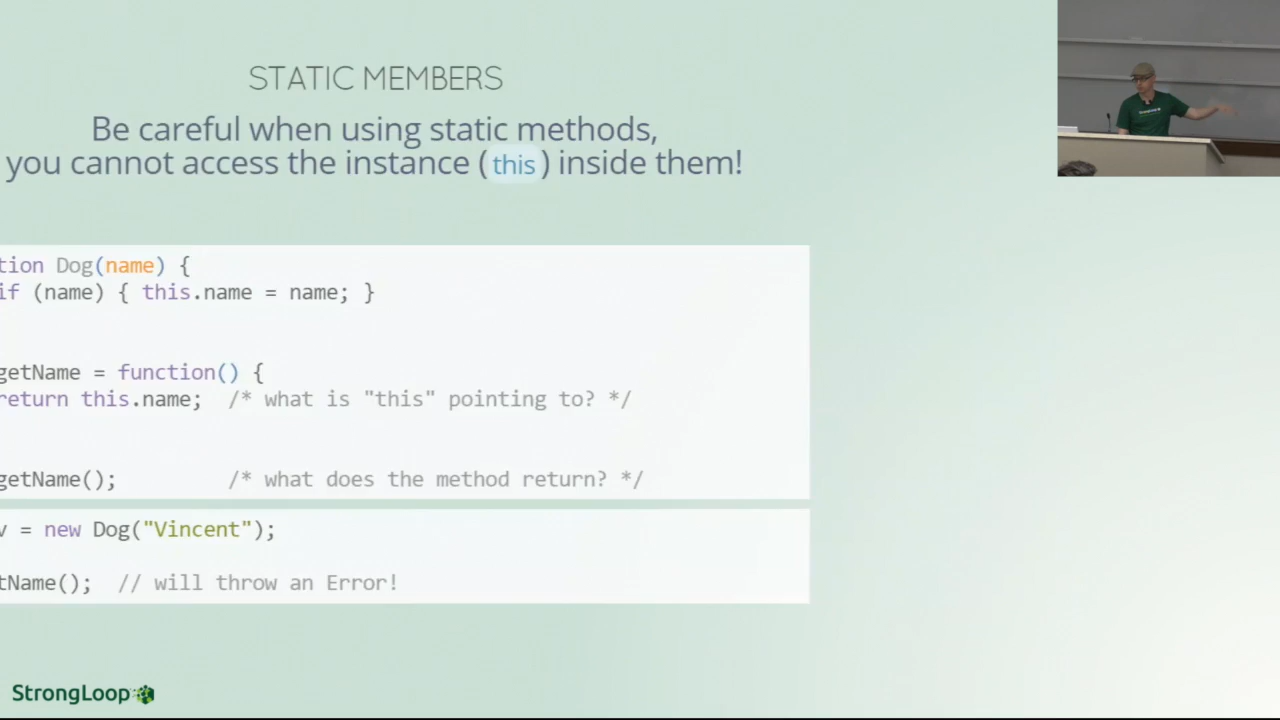 STATIC MEMBERS
Be careful when using static methods,
you cannot access the instance (this) inside them!
tion Dog(name) {
if (name) { this.name = name; }
getName = function() {
return this.name; /* what is "this" pointing to? */
getName(); /* what does the method return? */
v = new Dog("Vincent");
tName(); // will throw an Error!
StrongLoop